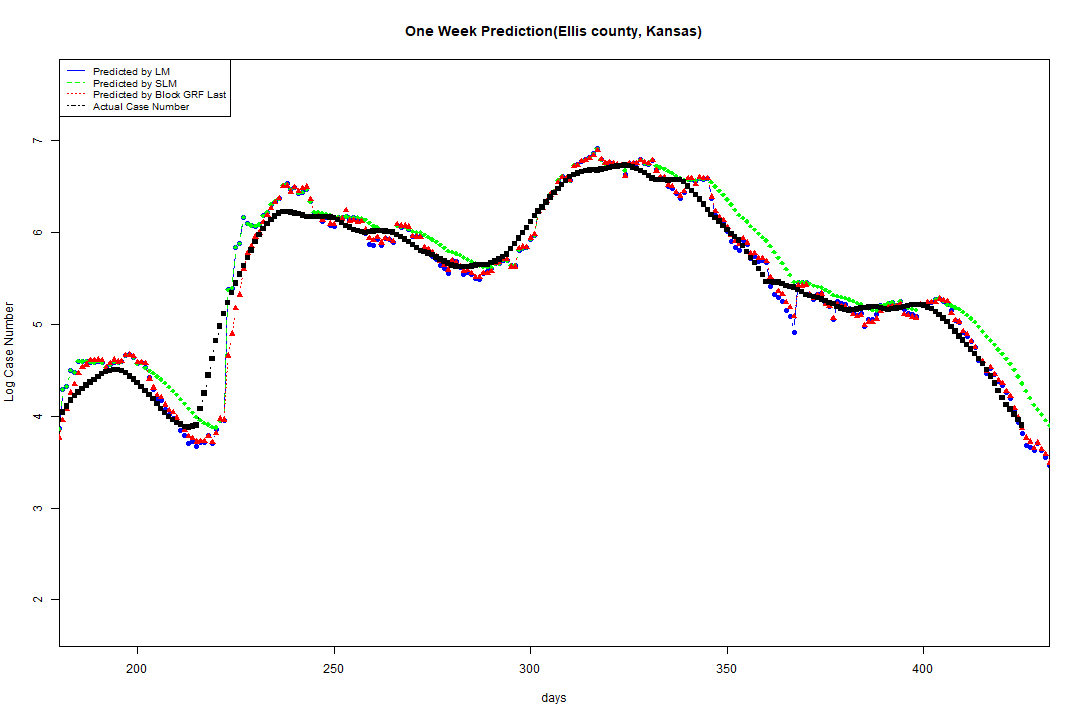 One Week Prediction(Ellis county, Kansas)
Predicted by LM
Predicted by SLM
Predicted by Block GRF Last
Actual Case Number
7
6
5
4
3
2
Log Case Number
200 250 300 350 400
days